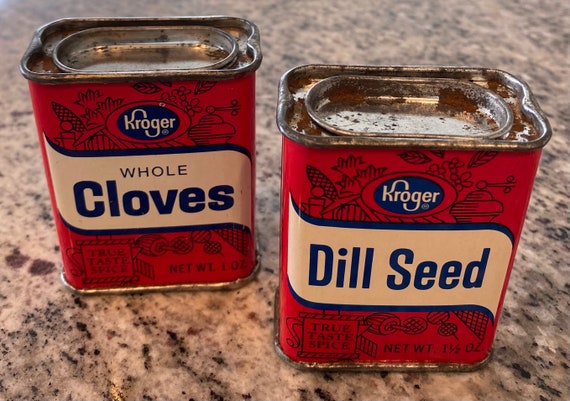 Kroger
WHOLE
Cloves
TRUE
TASTE
SPICE
NET WT. 1 OZ
Kroger
Dill Seed
TRUE
TASTE
SPICE
NET WT. 1½ OZ